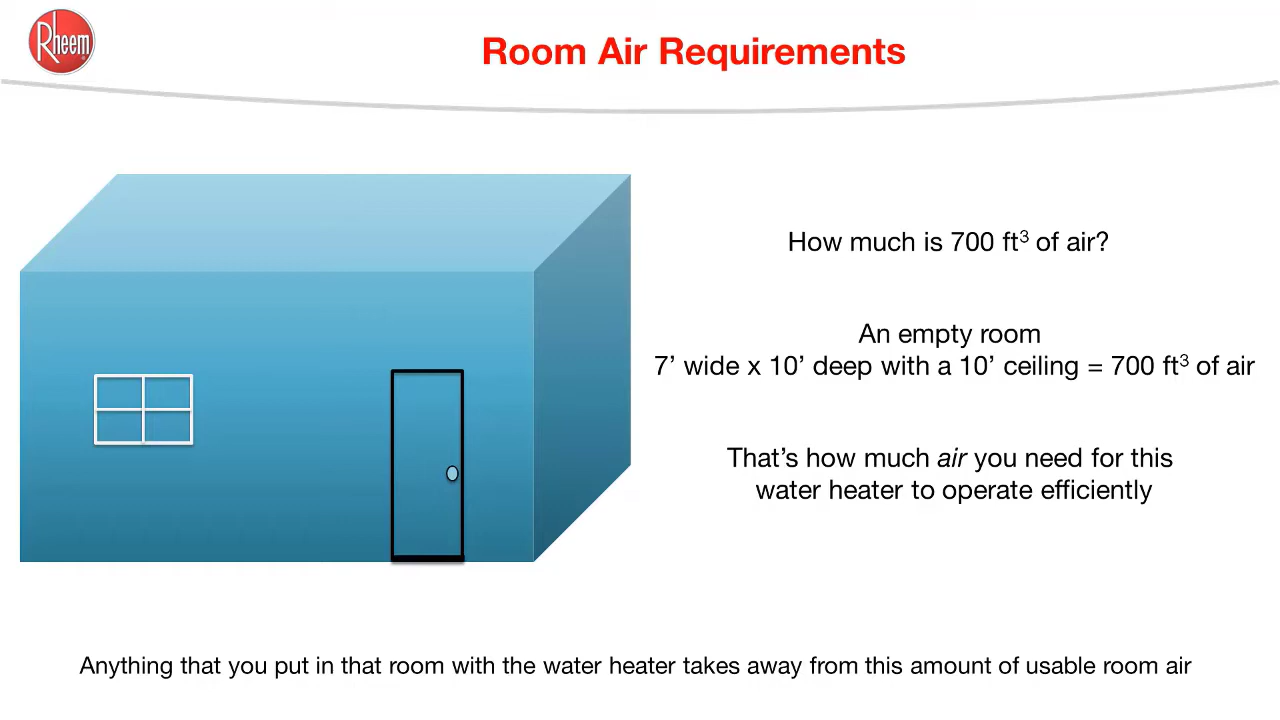 Rheem
Room Air Requirements
How much is 700 ft³ of air?
An empty room
7’ wide x 10’ deep with a 10’ ceiling = 700 ft³ of air
That’s how much air you need for this
water heater to operate efficiently
Anything that you put in that room with the water heater takes away from this amount of usable room air